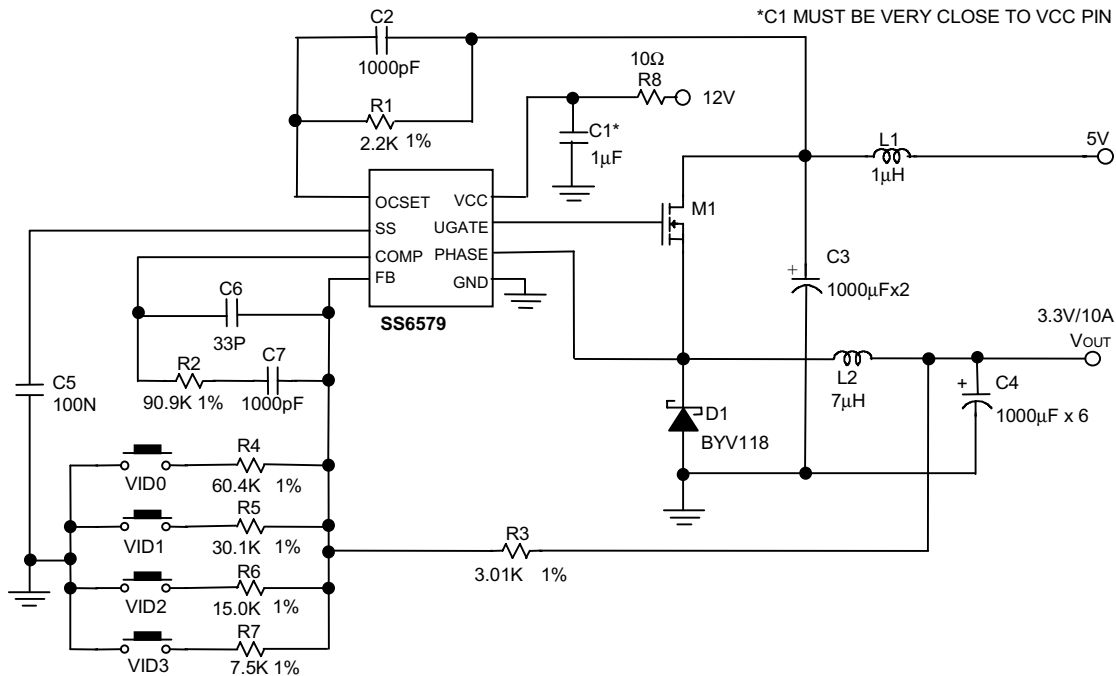 *C1 MUST BE VERY CLOSE TO VCC PIN
C2
1000pF
10Ω
R8
12V
R1
2.2K 1%
C1*
1µF
L1
1µH
5V
OCSET
VCC
SS
UGATE
COMP
PHASE
FB
GND
SS6579
M1
+
C3
1000µFx2
C6
33P
3.3V/10A
VOUT
R2
C7
90.9K 1%
1000pF
C5
100N
L2
7µH
+
C4
1000µF x 6
D1
BYV118
VID0
R4
60.4K 1%
VID1
R5
30.1K 1%
R3
3.01K 1%
VID2
R6
15.0K 1%
VID3
R7
7.5K 1%